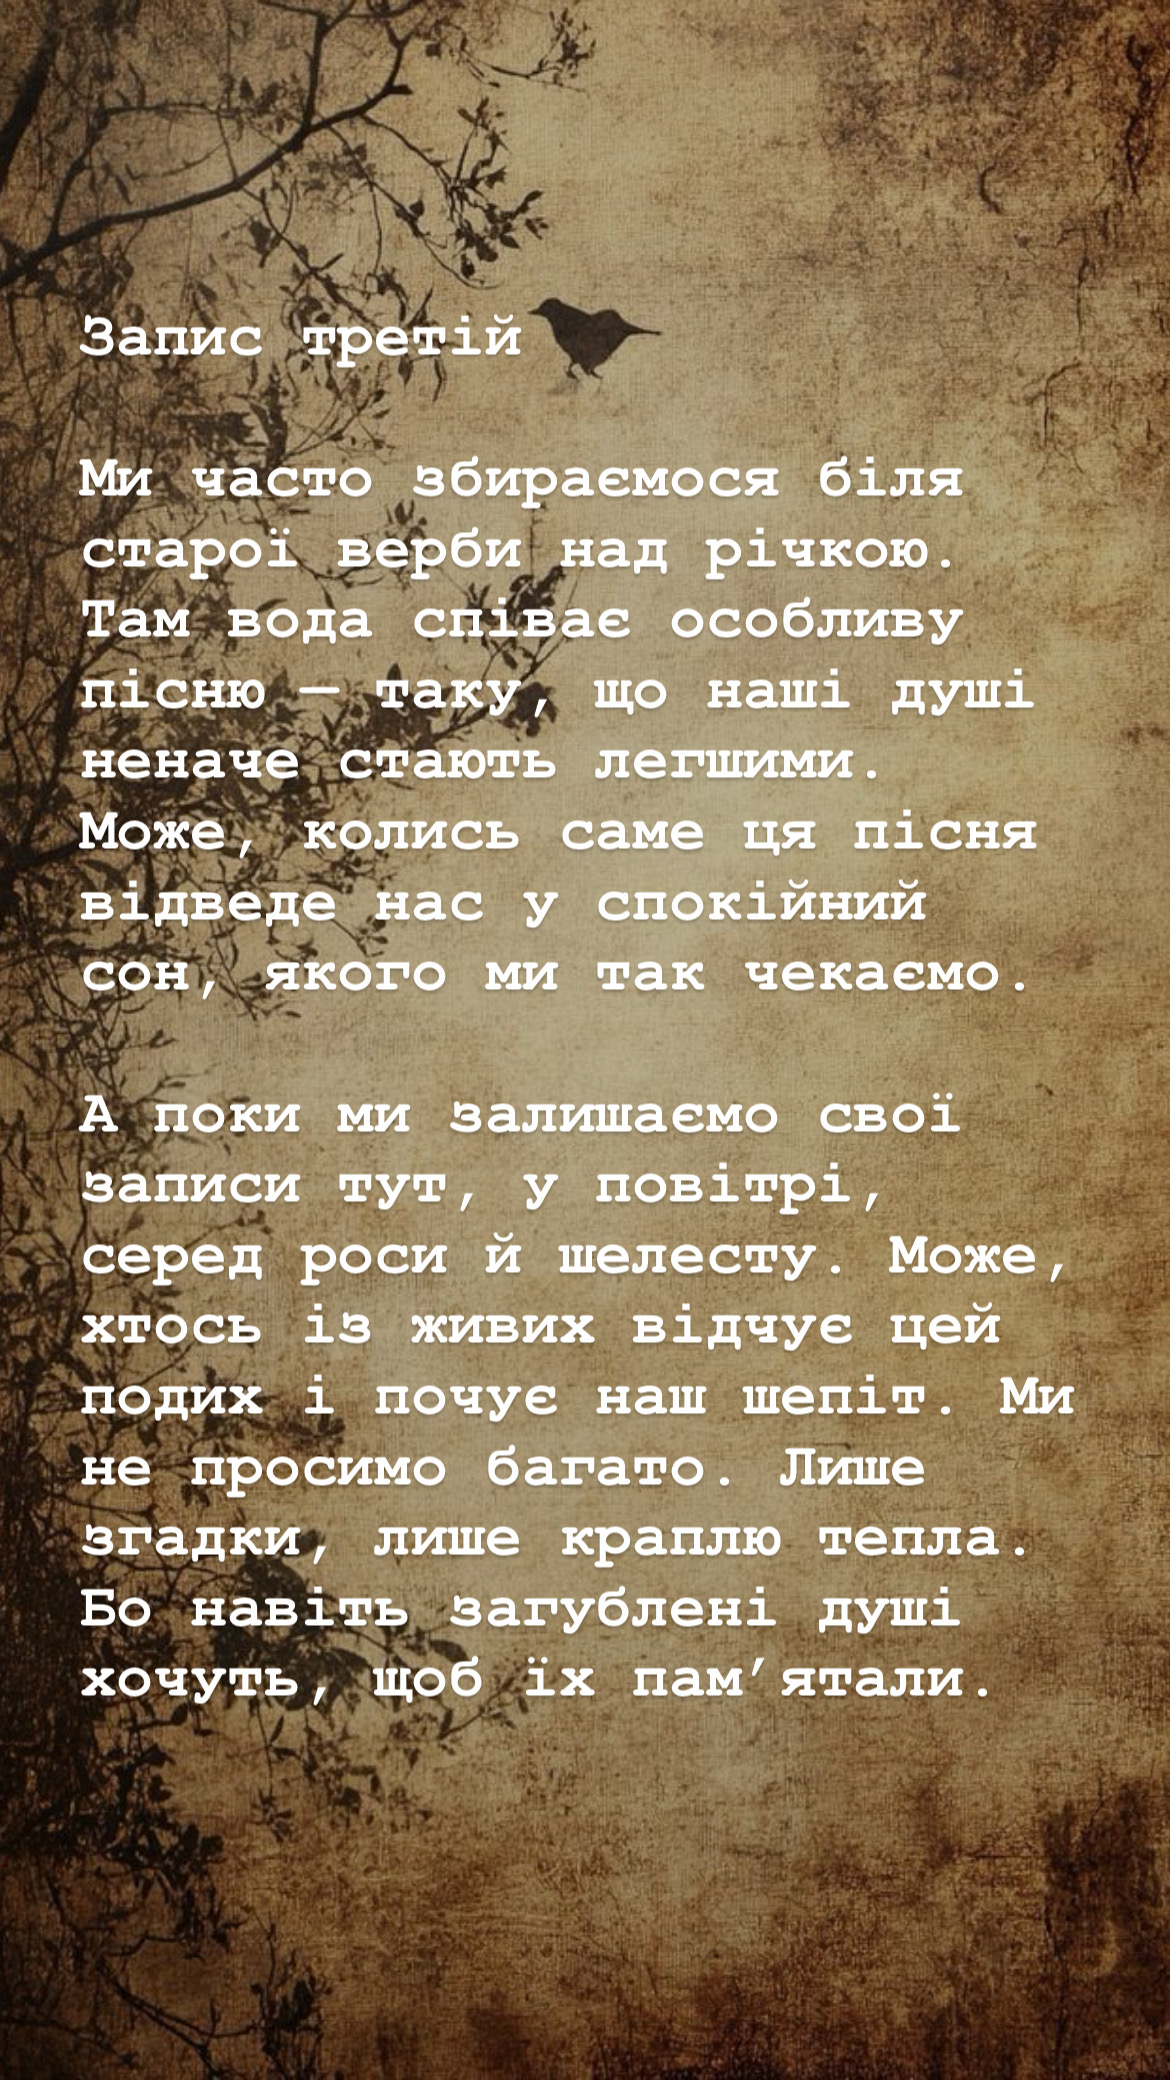 Запис третій
Ми часто збираємося біля
старої верби над річкою.
Там вода співає особливу
пісню — таку, що наші душі
неначе стають легшими.
Може, колись саме ця пісня
відведе нас у спокійний
сон, якого ми так чекаємо.
А поки ми залишаємо свої
записи тут, у повітрі,
серед роси й шелесту. Може,
хтось із живих відчує цей
подих і почує наш шепіт. Ми
не просимо багато. Лише
згадки, лише краплю тепла.
Бо навіть загублені душі
хочуть, щоб їх пам’ятали.